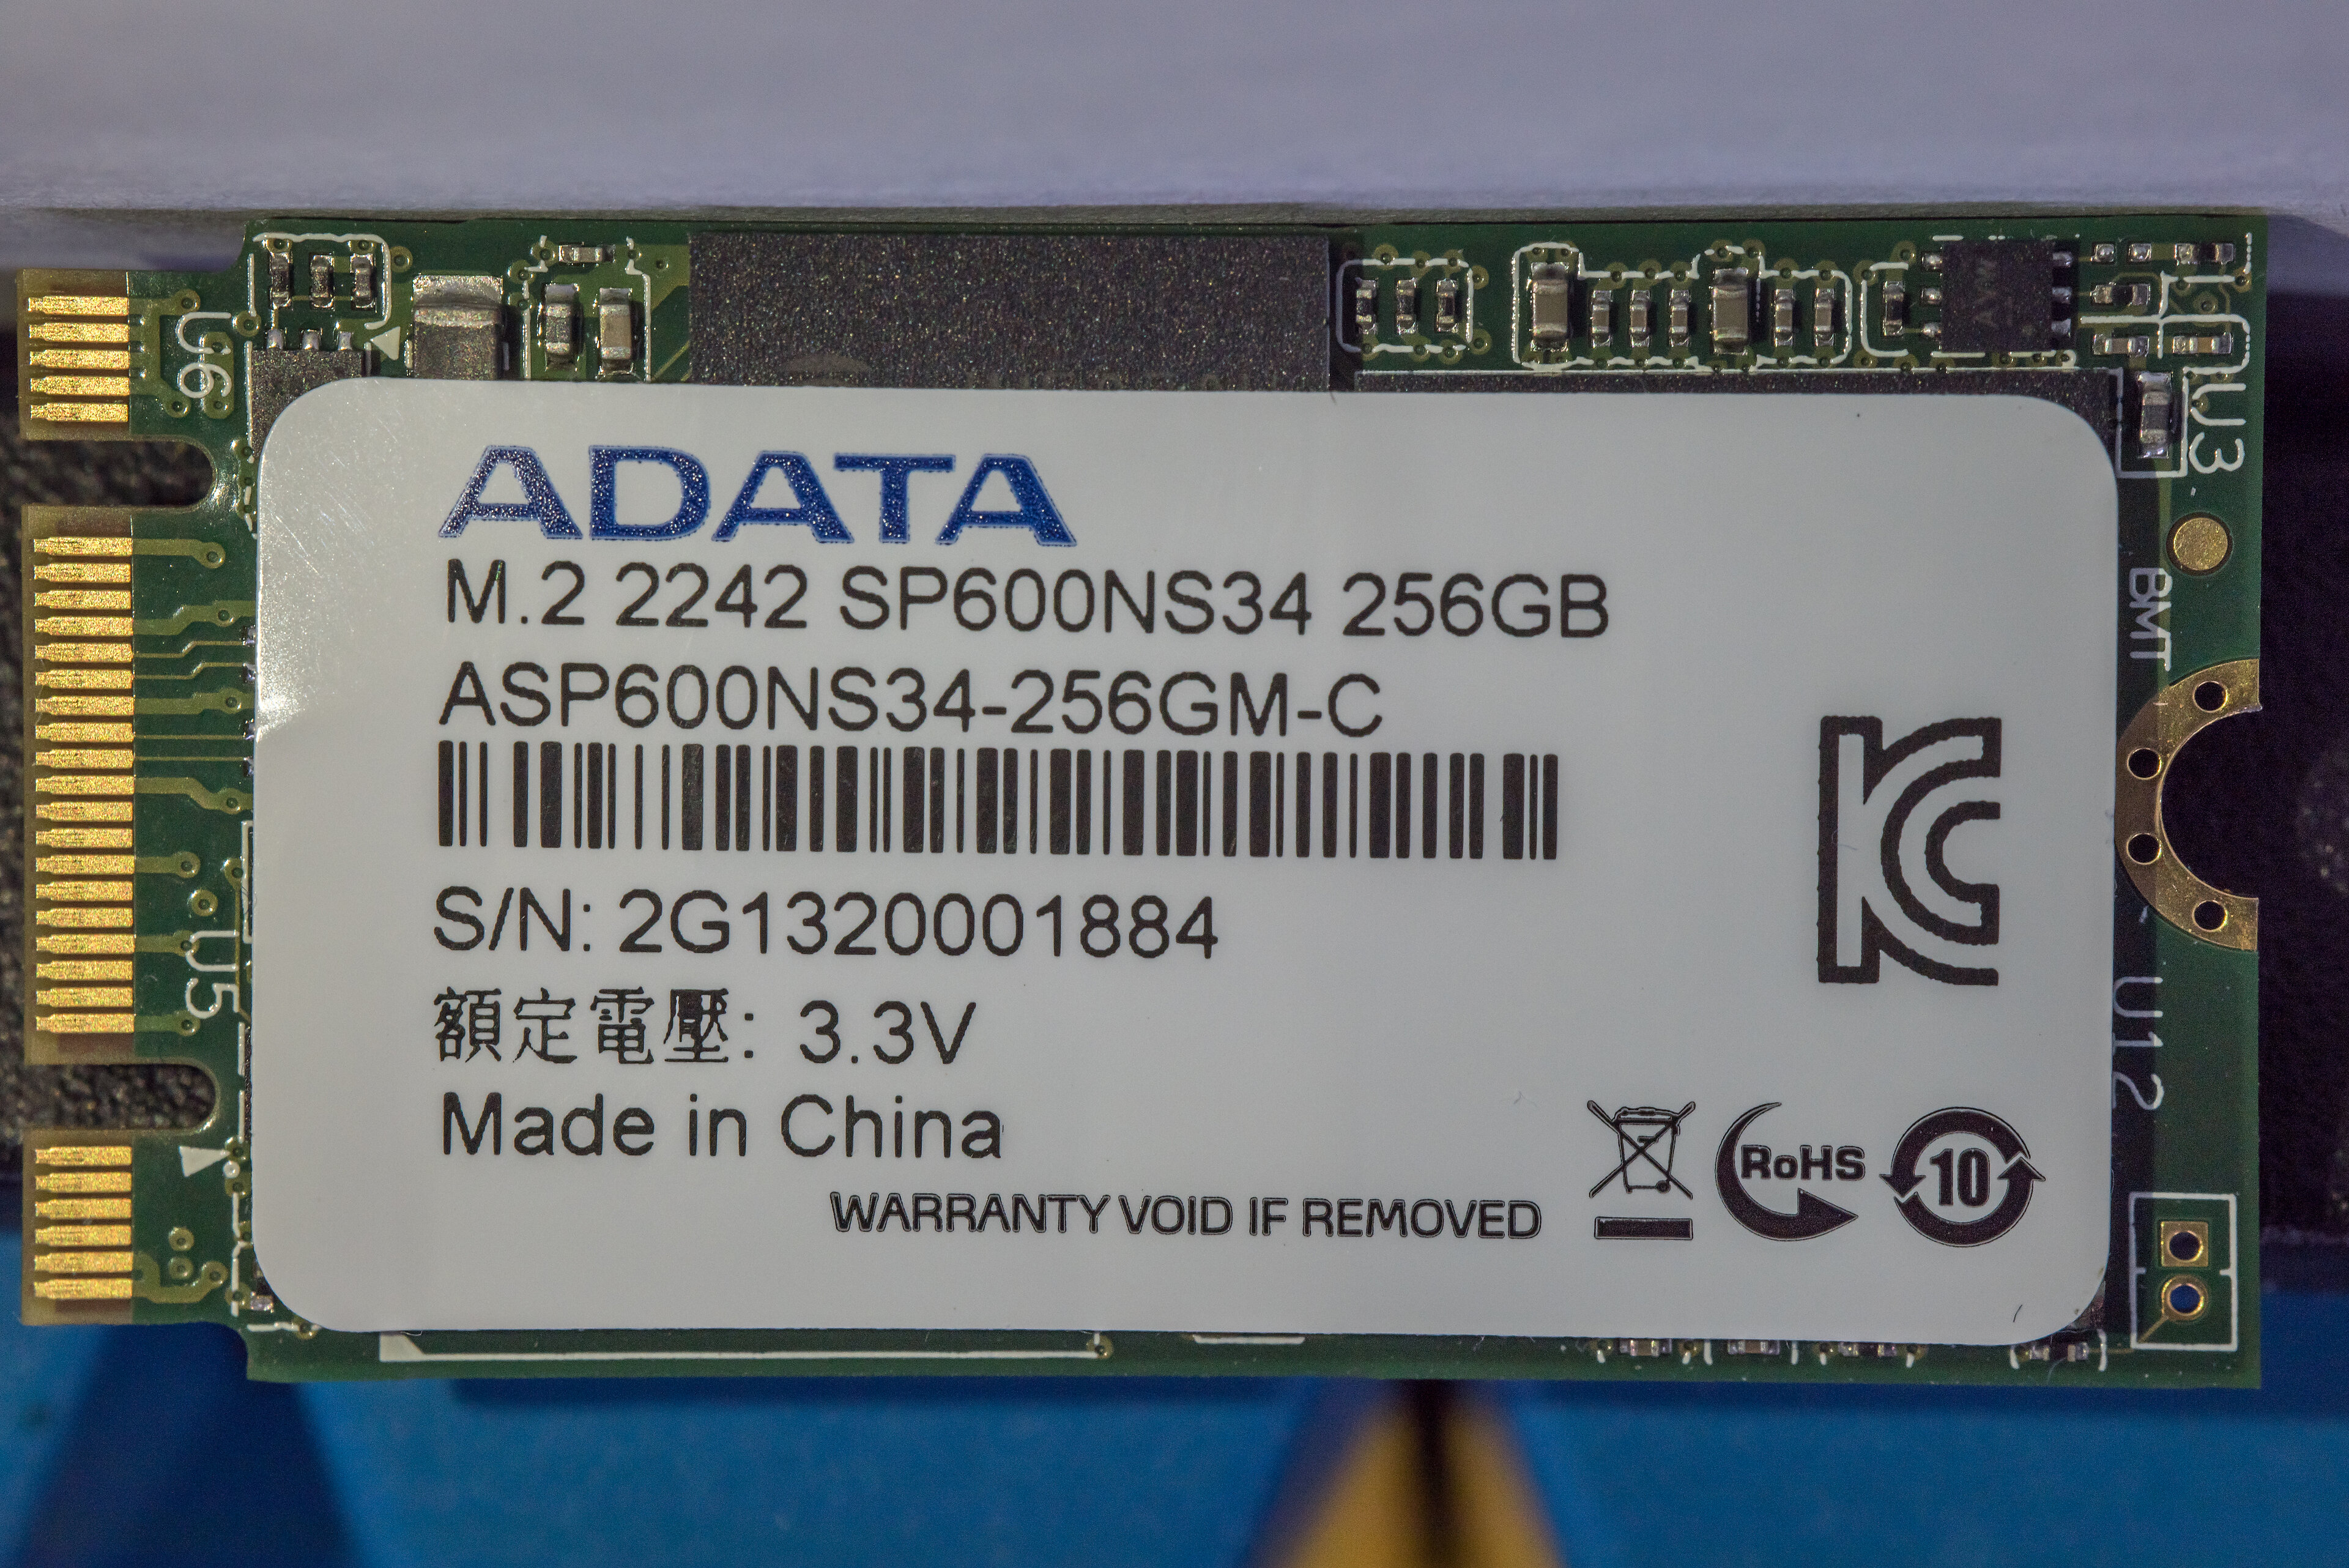 ADATA
M.2 2242 SP600NS34 256GB
ASP600NS34-256GM-C
S/N: 2G1320001884
額定電壓: 3.3V
Made in China
WARRANTY VOID IF REMOVED
RoHS
10
U6
U5
U3
BMT
U12